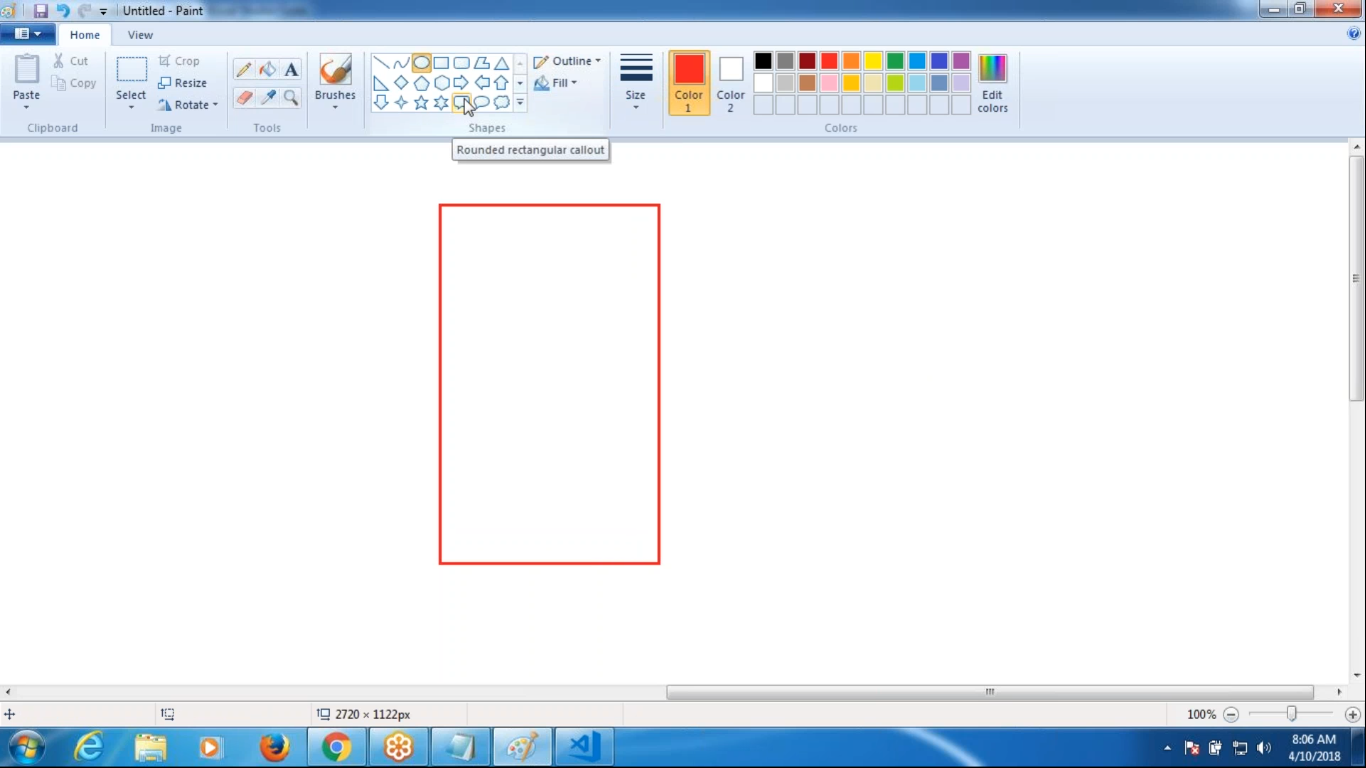 Untitled - Paint
Home View
Cut
Copy
Paste
Clipboard
Select
Crop
Resize
Rotate
Image
A
Tools
Brushes
Outline
Fill
Shapes
Size
Color
1
Color
2
Edit
colors
Colors
Rounded rectangular callout
2720 × 1122px
100%
8:06 AM
4/10/2018